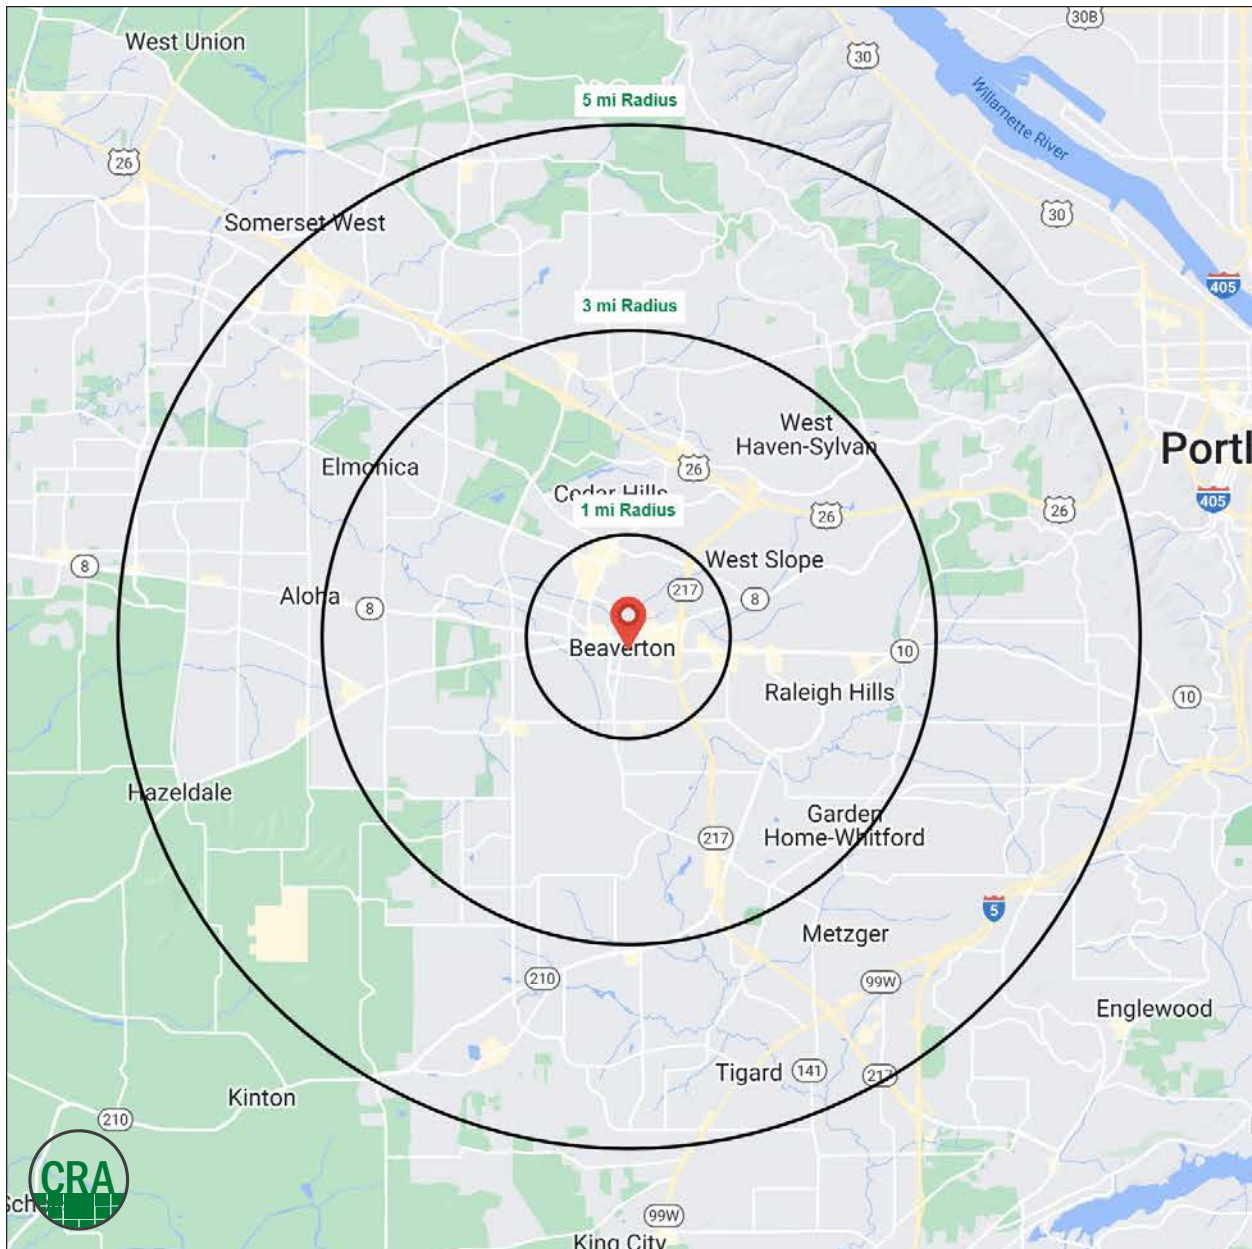 30B
West Union
30
Willamette River
5 mi Radius
26
30
Somerset West
405
3 mi Radius
West
Haven-Sylvan
Portl
Elmonica
26
Cedar Hills
405
1 mi Radius
26
26
West Slope
8
217
8
Aloha
8
Beaverton
10
Raleigh Hills
10
Hazeldale
Garden
Home-Whitford
217
5
Metzger
210
99W
Englewood
Tigard
141
217
Kinton
210
CRA
Sch
99W
King City